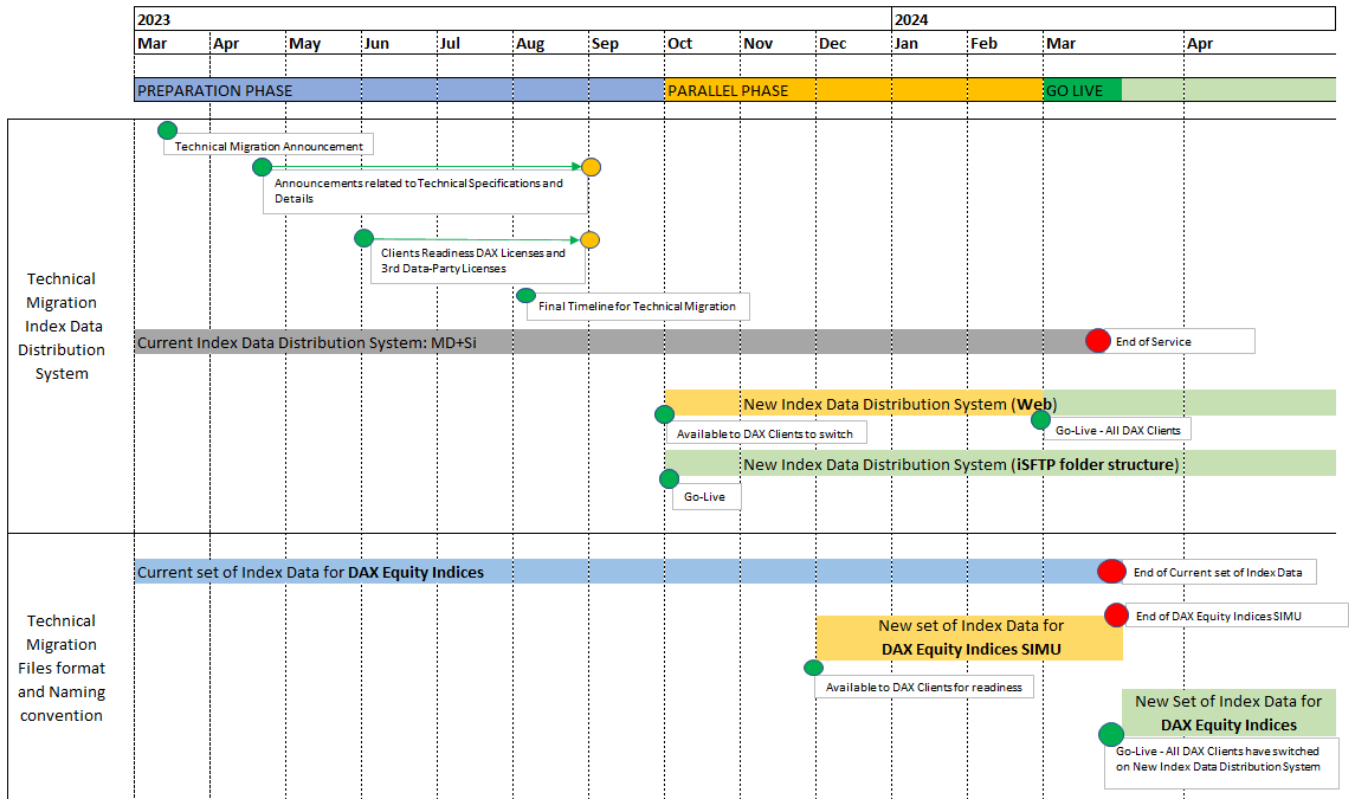 2023
2024
Mar
Apr
May
Jun
Jul
Aug
Sep
Oct
Nov
Dec
Jan
Feb
Mar
Apr
PREPARATION PHASE
PARALLEL PHASE
GO LIVE
Technical
Migration
Index Data
Distribution
System
Technical Migration Announcement
Announcements related to Technical Specifications and
Details
Clients Readiness DAX Licenses and
3rd Data-Party Licenses
Final Timeline for Technical Migration
Current Index Data Distribution System: MD+Si
End of Service
New Index Data Distribution System (Web)
Available to DAX Clients to switch
Go-Live - All DAX Clients
New Index Data Distribution System (iSFTP folder structure)
Go-Live
Technical
Migration
Files format
and Naming
convention
Current set of Index Data for DAX Equity Indices
End of Current set of Index Data
New set of Index Data for
DAX Equity Indices SIMU
End of DAX Equity Indices SIMU
Available to DAX Clients for readiness
New Set of Index Data for
DAX Equity Indices
Go-Live - All DAX Clients have switched
on New Index Data Distribution System